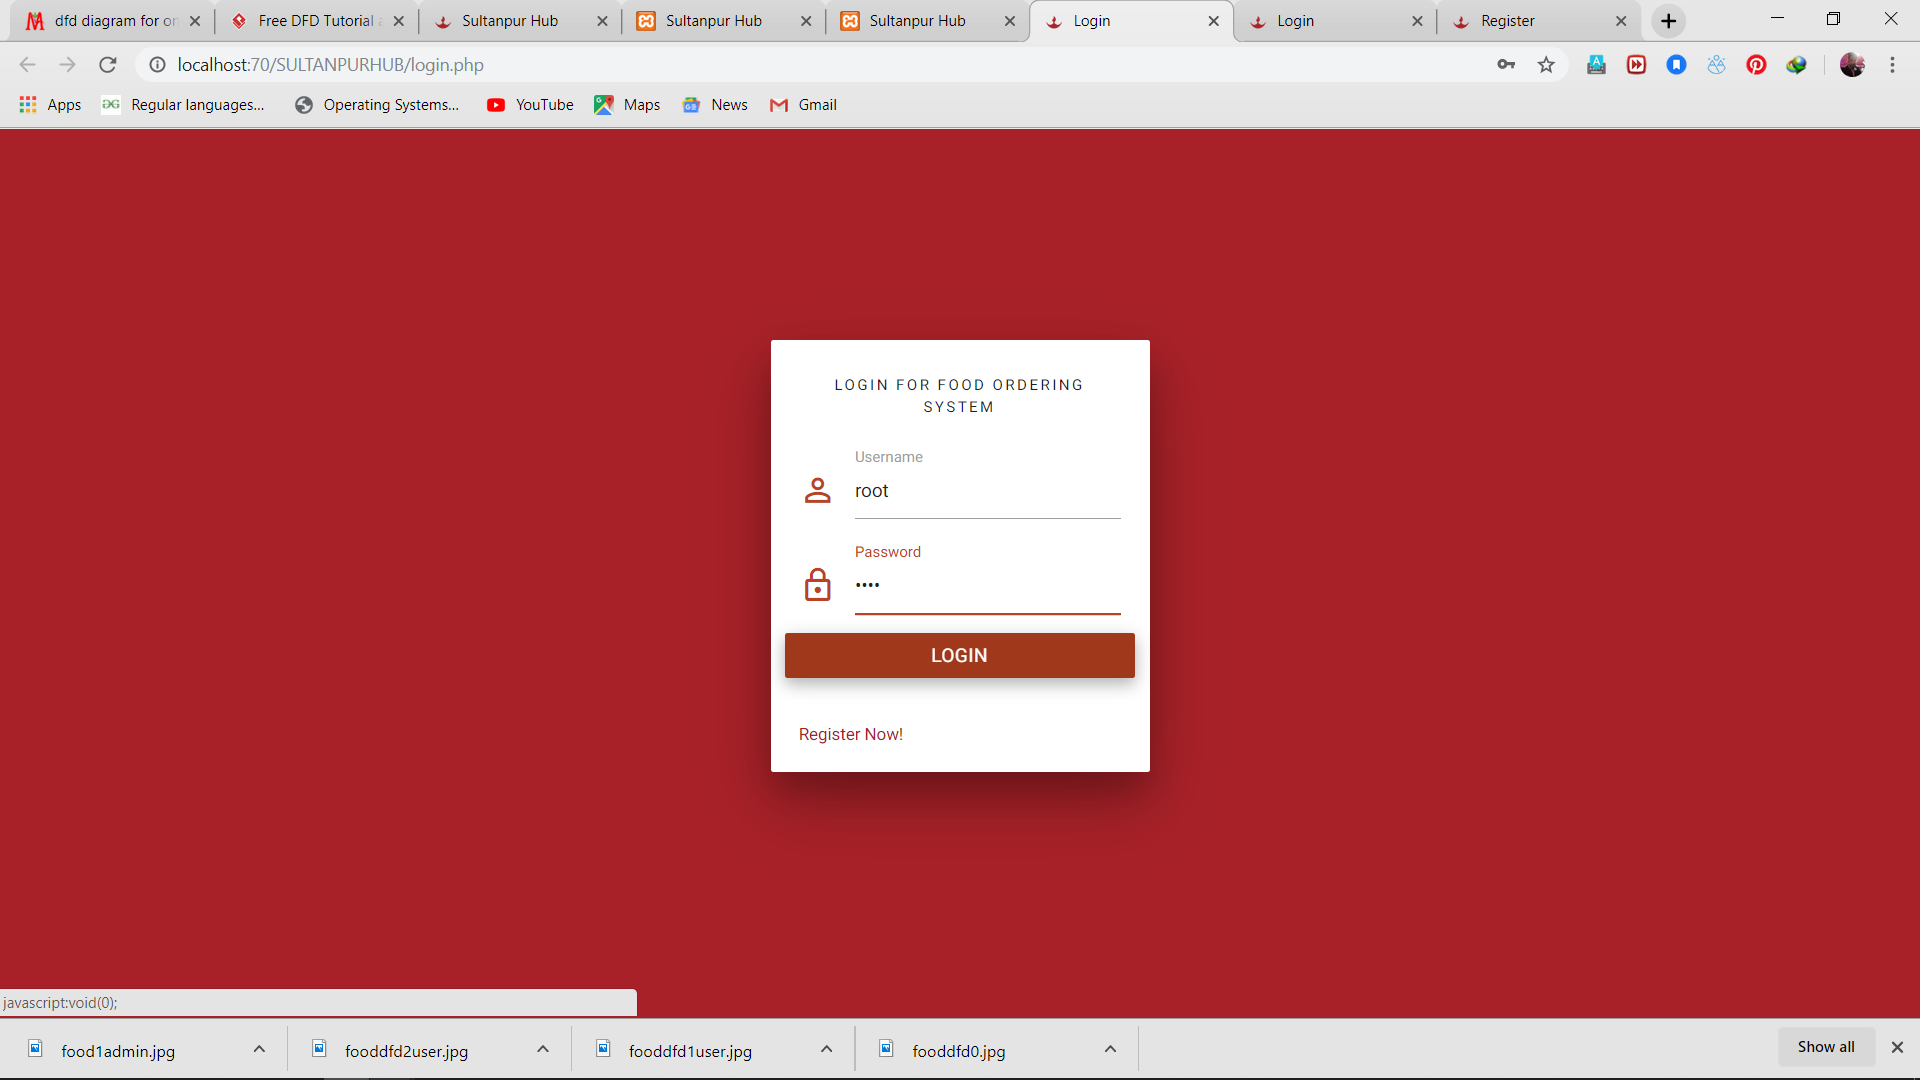 dfd diagram for on
Free DFD Tutorial a
Sultanpur Hub
Sultanpur Hub
Sultanpur Hub
Login
Login
Register
localhost:70/SULTANPURHUB/login.php
Apps
Regular languages...
Operating Systems...
YouTube
Maps
News
Gmail
LOGIN FOR FOOD ORDERING
SYSTEM
Username
root
Password
••••
LOGIN
Register Now!
javascript:void(0);
food1admin.jpg
fooddfd2user.jpg
fooddfd1user.jpg
fooddfd0.jpg
Show all